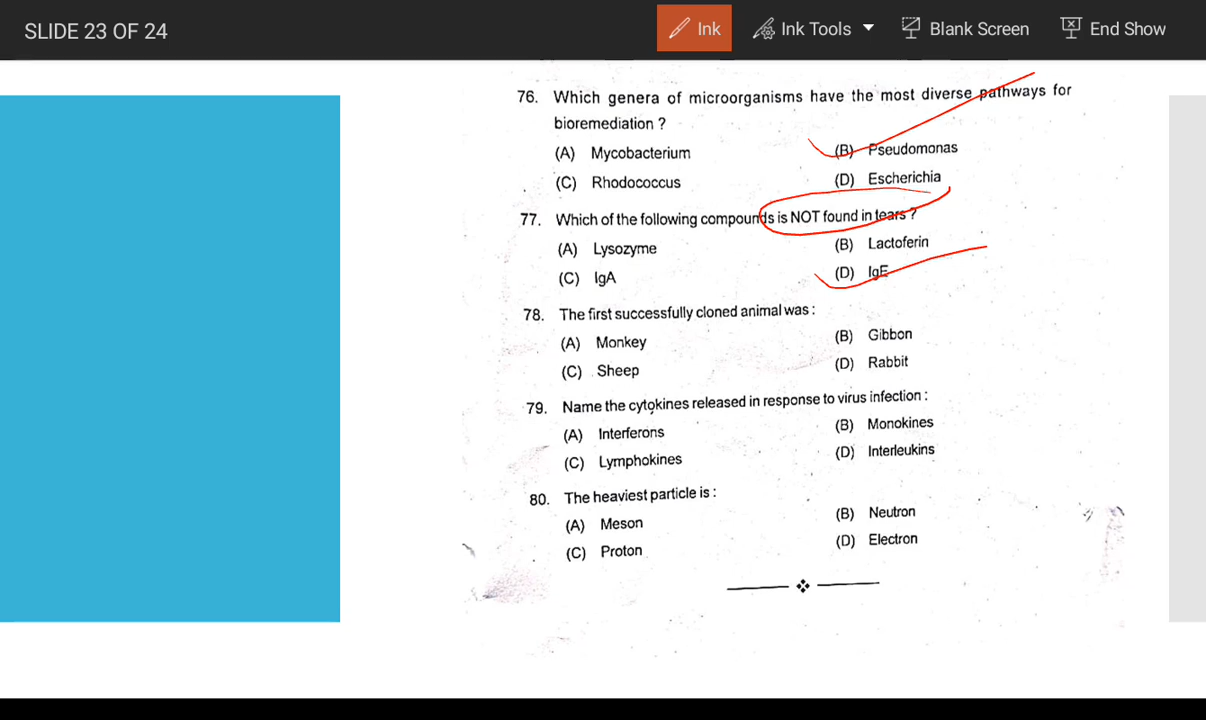 SLIDE 23 OF 24
Ink
Ink Tools
Blank Screen
End Show
76. Which genera of microorganisms have the most diverse pathways for
bioremediation ?
(A) Mycobacterium (B) Pseudomonas
(C) Rhodococcus (D) Escherichia
77. Which of the following compounds is NOT found in tears ?
(A) Lysozyme (B) Lactoferin
(C) IgA (D) IgE
78. The first successfully cloned animal was :
(A) Monkey (B) Gibbon
(C) Sheep (D) Rabbit
79. Name the cytokines released in response to virus infection :
(A) Interferons (B) Monokines
(C) Lymphokines (D) Interleukins
80. The heaviest particle is :
(A) Meson (B) Neutron
(C) Proton (D) Electron